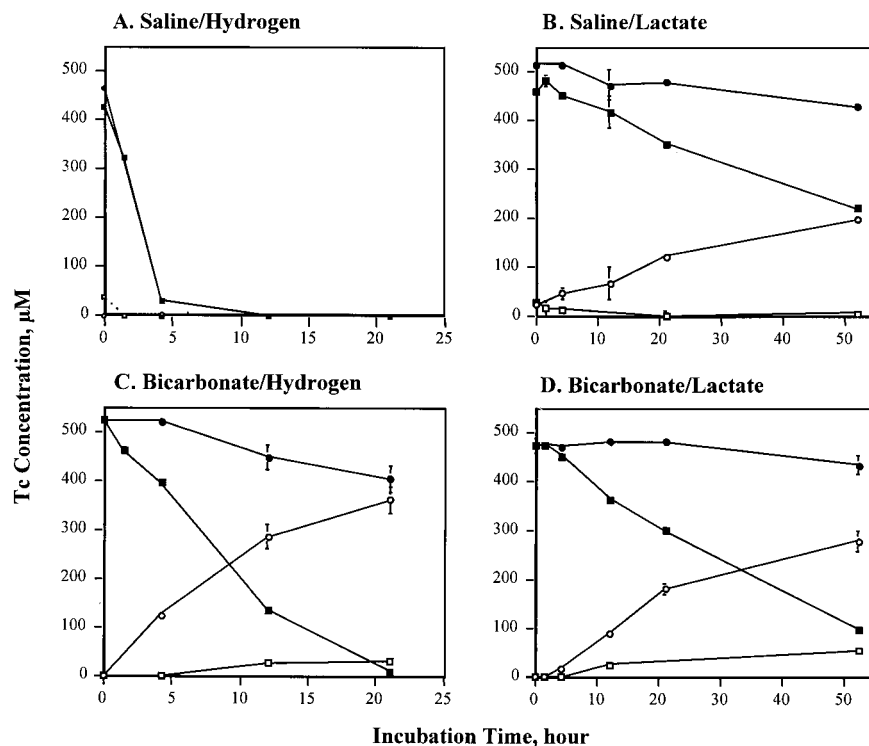 A. Saline/Hydrogen
B. Saline/Lactate
500
400
300
200
100
0
0 5 10 15 20 25
500
400
300
200
100
0
0 10 20 30 40 50
C. Bicarbonate/Hydrogen
D. Bicarbonate/Lactate
500
400
300
200
100
0
0 5 10 15 20 25
500
400
300
200
100
0
0 10 20 30 40 50
Tc Concentration, µM
Incubation Time, hour